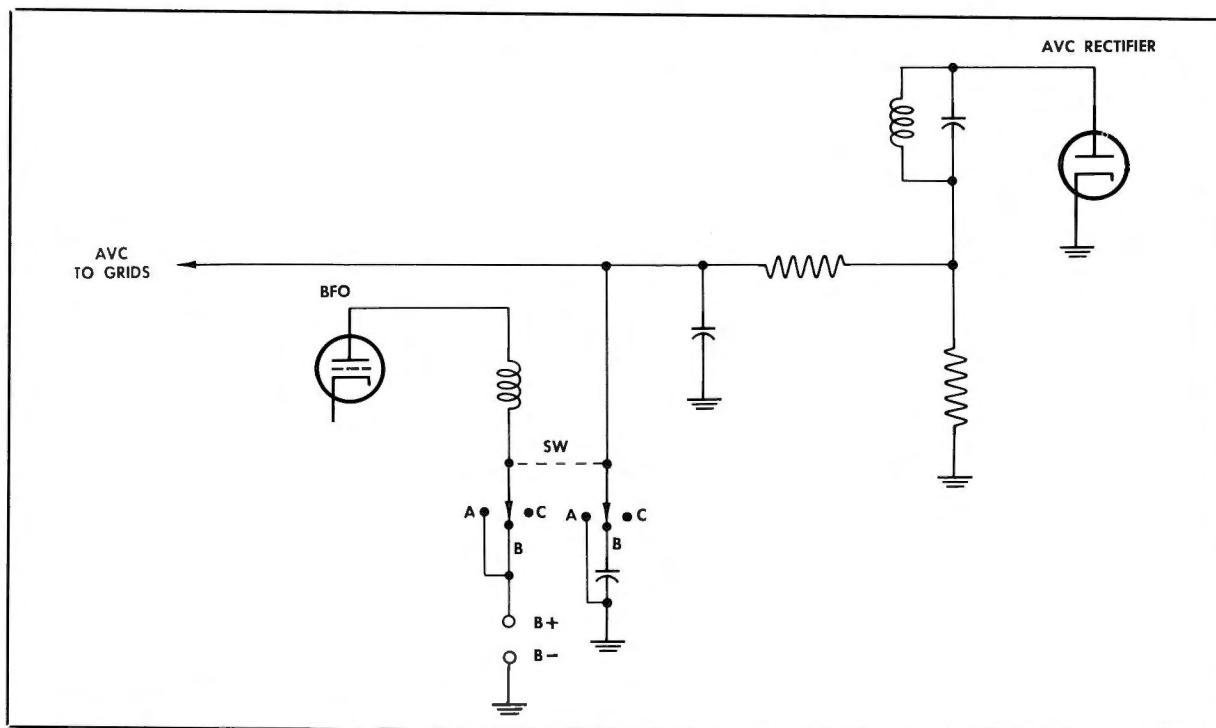 AVC RECTIFIER
AVC
TO GRIDS
BFO
SW
A
C
B
A
C
B
B+
B−